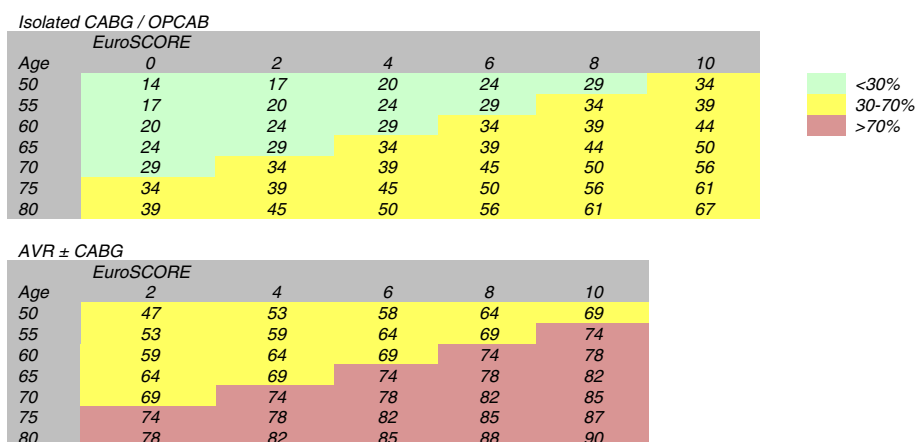 Isolated CABG / OPCAB
EuroSCORE
Age 0 2 4 6 8 10
50 14 17 20 24 29 34 <30%
55 17 20 24 29 34 39 30-70%
60 20 24 29 34 39 44 >70%
65 24 29 34 39 44 50
70 29 34 39 45 50 56
75 34 39 45 50 56 61
80 39 45 50 56 61 67
AVR ± CABG
EuroSCORE
Age 2 4 6 8 10
50 47 53 58 64 69
55 53 59 64 69 74
60 59 64 69 74 78
65 64 69 74 78 82
70 69 74 78 82 85
75 74 78 82 85 87
80 78 82 85 88 90